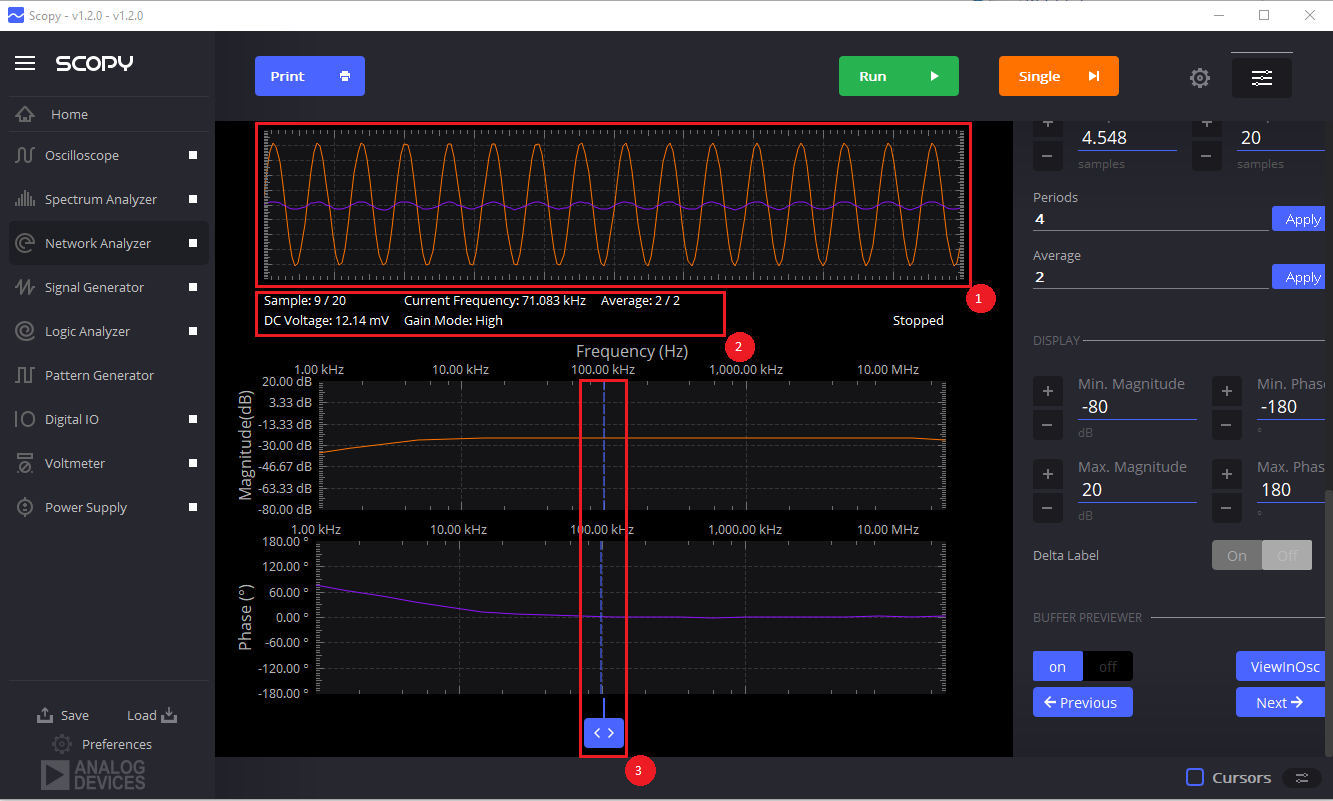 Scopy - v1.2.0 - v1.2.0
SCOPY
Print
Run
Single
Home
Oscilloscope
Spectrum Analyzer
Network Analyzer
Signal Generator
Logic Analyzer
Pattern Generator
Digital IO
Voltmeter
Power Supply
Save Load
Preferences
ANALOG
DEVICES
1
Sample: 9 / 20 Current Frequency: 71.083 kHz Average: 2 / 2
DC Voltage: 12.14 mV Gain Mode: High
Stopped
2
Frequency (Hz)
1.00 kHz 10.00 kHz 100.00 kHz 1,000.00 kHz 10.00 MHz
Magnitude(dB)
20.00 dB
3.33 dB
-13.33 dB
-30.00 dB
-46.67 dB
-63.33 dB
-80.00 dB
1.00 kHz 10.00 kHz 100.00 kHz 1,000.00 kHz 10.00 MHz
Phase (°)
180.00 °
120.00 °
60.00 °
0.00 °
-60.00 °
-120.00 °
-180.00 °
< >
3
+ 4.548 + 20
− samples − samples
Periods
4 Apply
Average
2 Apply
DISPLAY
Min. Magnitude Min. Phase
+ -80 + -180
− dB − °
Max. Magnitude Max. Phas
+ 20 + 180
− dB − °
Delta Label On Off
BUFFER PREVIEWER
on off ViewInOsc
← Previous Next →
Cursors